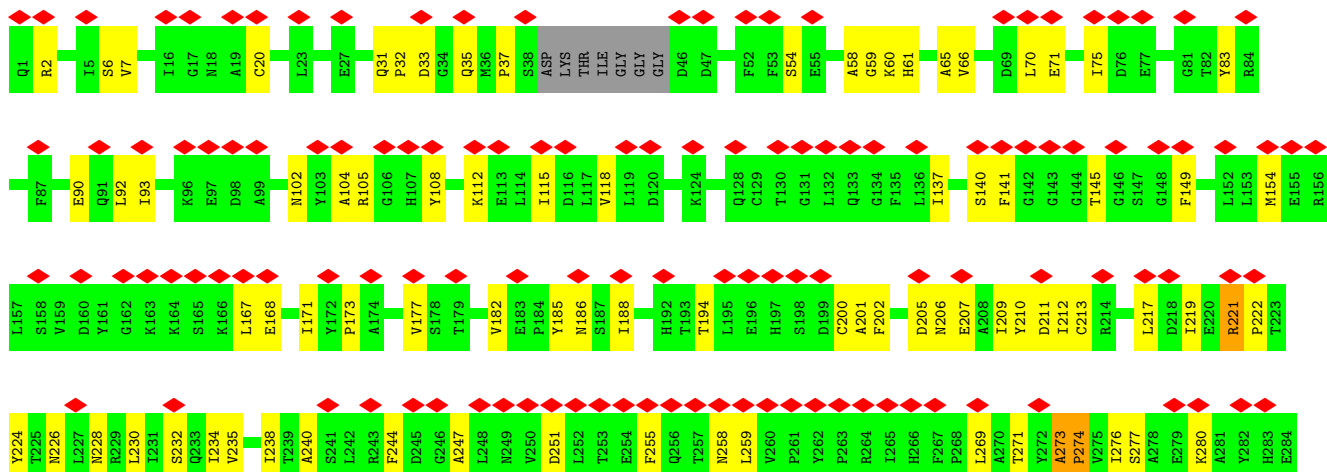 Q1 R2 I5 S6 V7 I16 G17 N18 A19 C20 L23 E27 Q31 P32 D33 G34 Q35 M36 P37 S38 ASP LYS THR ILE GLY GLY GLY D46 D47 F52 F53 S54 E55 A58 G59 K60 H61 A65 V66 D69 L70 E71 I75 D76 E77 G81 T82 Y83 R84
F87 E90 Q91 L92 I93 K96 E97 D98 A99 N102 Y103 A104 R105 G106 H107 Y108 K112 E113 L114 I115 D116 L117 V118 L119 D120 K124 Q128 C129 T130 G131 L132 Q133 G134 F135 L136 I137 S140 F141 G142 G143 G144 T145 G146 S147 G148 F149 L152 L153 M154 E155 R156
L157 S158 V159 D160 Y161 G162 K163 K164 S165 K166 L167 E168 I171 Y172 P173 A174 V177 S178 T179 V182 E183 P184 Y185 N186 S187 I188 H192 T193 T194 L195 E196 H197 S198 D199 C200 A201 F202 D205 N206 E207 A208 I209 Y210 D211 I212 C213 R214 L217 D218 I219 E220 R221 P222 T223
Y224 T225 N226 L227 N228 R229 L230 I231 S232 Q233 I234 V235 I238 T239 A240 S241 L242 R243 F244 D245 G246 A247 L248 N249 V250 D251 L252 T253 E254 F255 Q256 T257 N258 L259 V260 P261 Y262 P263 R264 I265 H266 F267 P268 L269 A270 T271 Y272 A273 P274 V275 I276 S277 A278 E279 K280 A281 Y282 H283 E284